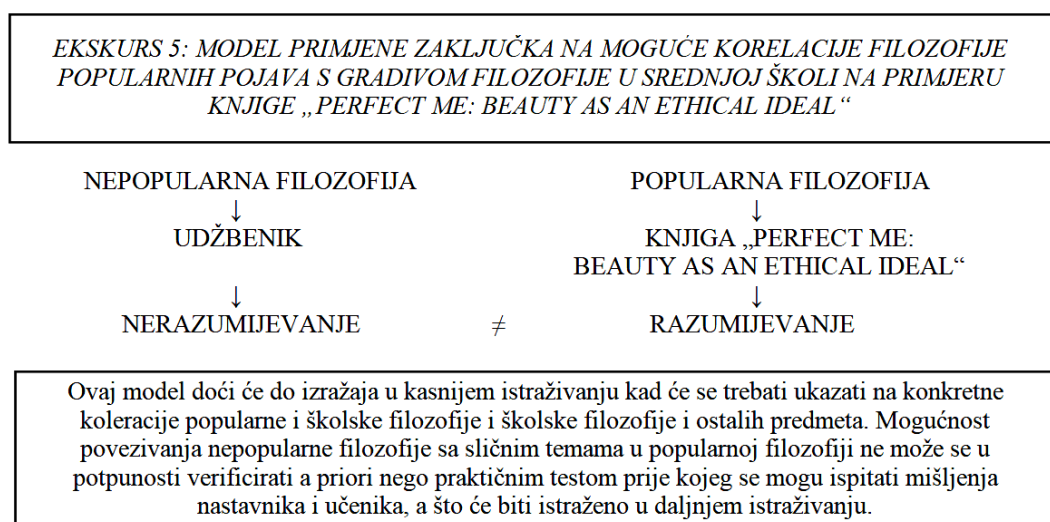 EKSKURS 5: MODEL PRIMJENE ZAKLJUČKA NA MOGUĆE KORELACIJE FILOZOFIJE
POPULARNIH POJAVA S GRADIVOM FILOZOFIJE U SREDNJOJ ŠKOLI NA PRIMJERU
KNJIGE „PERFECT ME: BEAUTY AS AN ETHICAL IDEAL“
NEPOPULARNA FILOZOFIJA
↓
UDŽBENIK
↓
NERAZUMIJEVANJE
≠
POPULARNA FILOZOFIJA
↓
KNJIGA „PERFECT ME:
BEAUTY AS AN ETHICAL IDEAL“
↓
RAZUMIJEVANJE
Ovaj model doći će do izražaja u kasnijem istraživanju kad će se trebati ukazati na konkretne
koleracije popularne i školske filozofije i školske filozofije i ostalih predmeta. Mogućnost
povezivanja nepopularne filozofije sa sličnim temama u popularnoj filozofiji ne može se u
potpunosti verificirati a priori nego praktičnim testom prije kojeg se mogu ispitati mišljenja
nastavnika i učenika, a što će biti istraženo u daljnjem istraživanju.